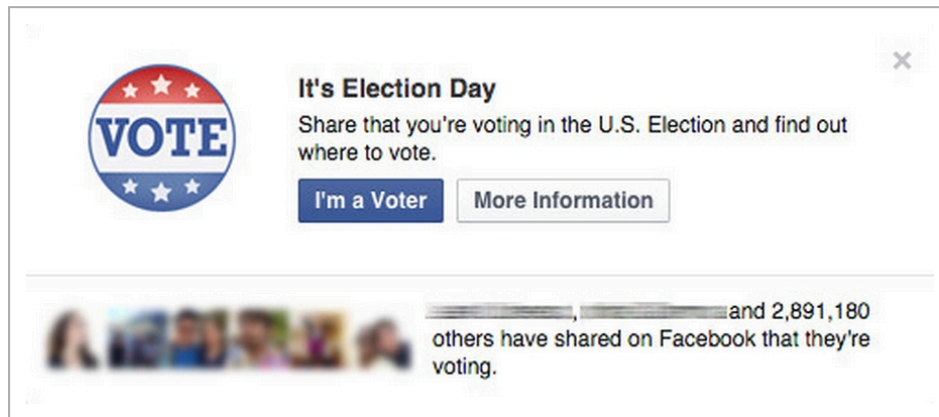 VOTE
It's Election Day
Share that you're voting in the U.S. Election and find out
where to vote.
I'm a Voter
More Information
, and 2,891,180
others have shared on Facebook that they're
voting.